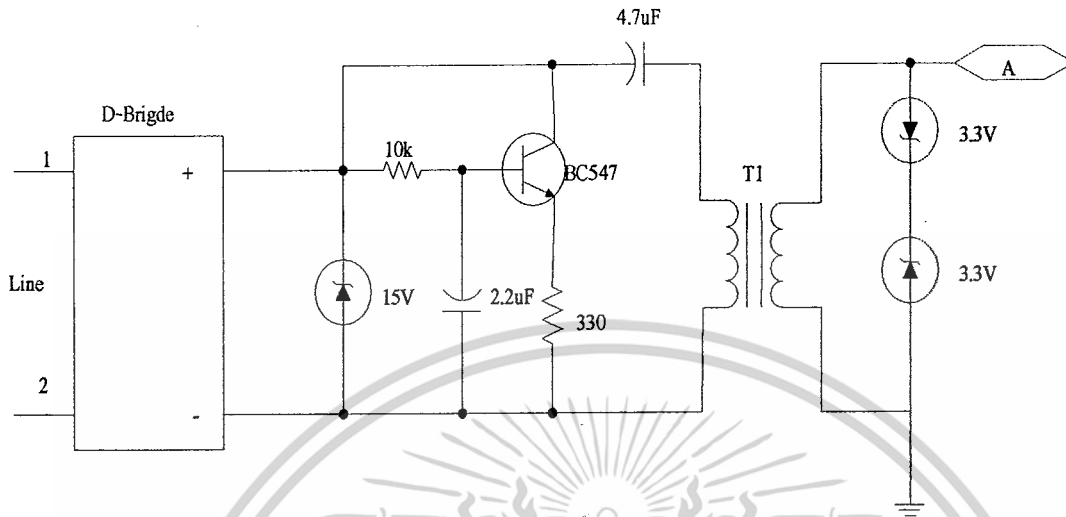 4.7uF
A
D-Brigde
3.3V
1
+
10k
BC547
T1
Line
15V
2.2uF
330
3.3V
2
-